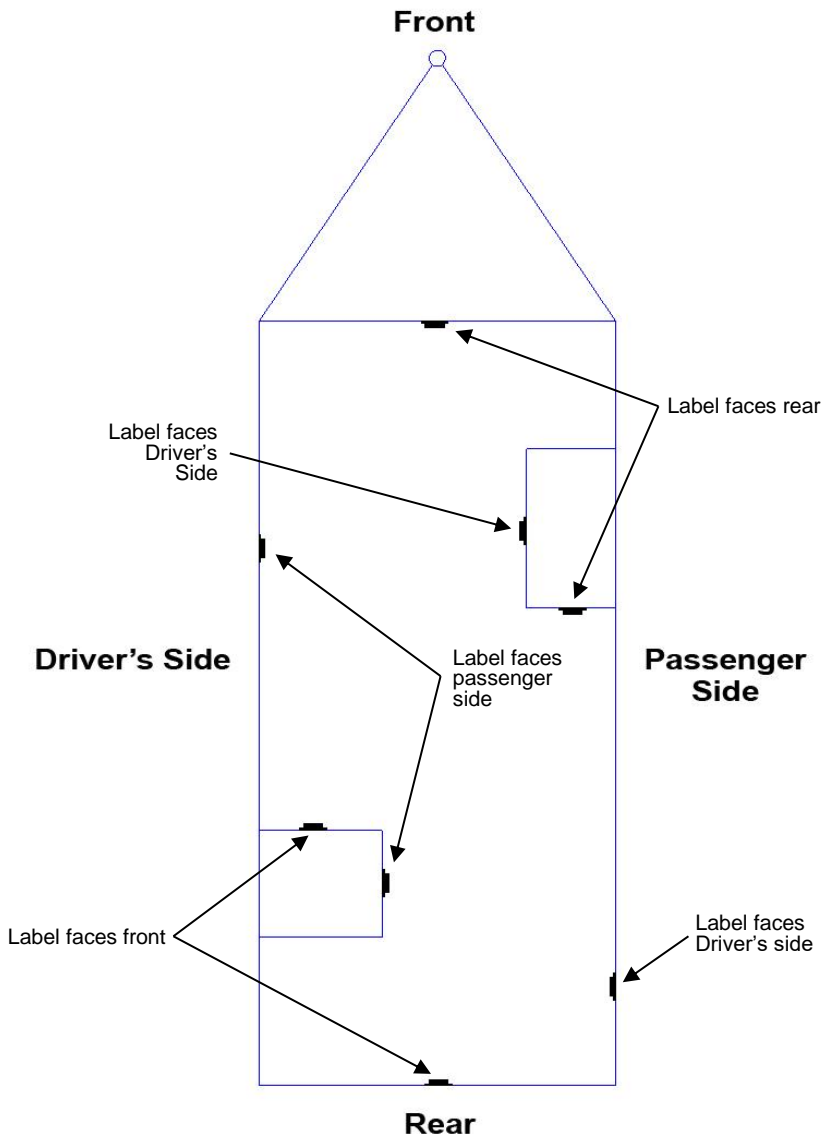 Front
Label faces rear
Label faces
Driver’s
Side
Driver’s Side
Label faces
passenger
side
Passenger
Side
Label faces front
Label faces
Driver’s side
Rear